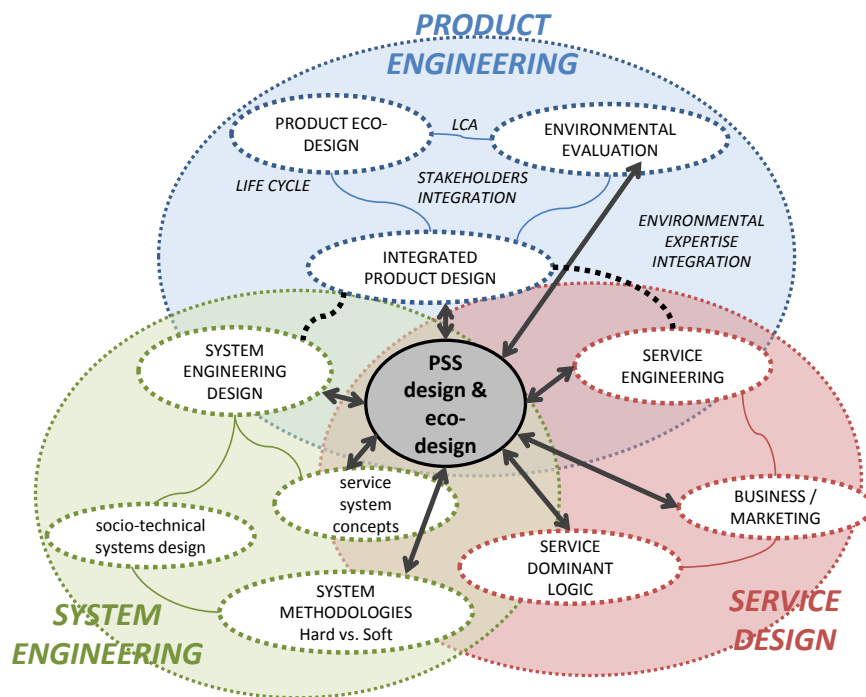 PRODUCT
ENGINEERING
PRODUCT ECO-
DESIGN
LCA
ENVIRONMENTAL
EVALUATION
LIFE CYCLE
STAKEHOLDERS
INTEGRATION
ENVIRONMENTAL
EXPERTISE
INTEGRATION
INTEGRATED
PRODUCT DESIGN
SYSTEM
ENGINEERING
DESIGN
PSS
design &
eco-
design
SERVICE
ENGINEERING
service
system
concepts
socio-technical
systems design
BUSINESS /
MARKETING
SERVICE
DOMINANT
LOGIC
SYSTEM
METHODOLOGIES
Hard vs. Soft
SYSTEM
ENGINEERING
SERVICE
DESIGN